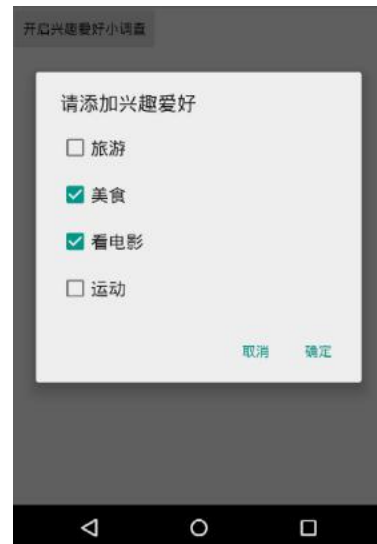 开启兴趣爱好小调查
请添加兴趣爱好
旅游
美食
看电影
运动
取消 确定